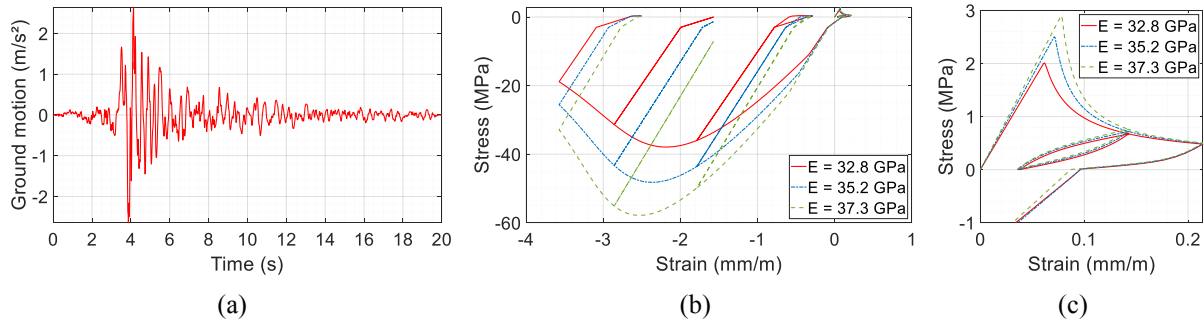 Ground motion (m/s²)
2
1
0
-1
-2
0 2 4 6 8 10 12 14 16 18 20
Time (s)
(a)
Stress (MPa)
0
-20
-40
-60
-4 -3 -2 -1 0 1
Strain (mm/m)
E = 32.8 GPa
E = 35.2 GPa
E = 37.3 GPa
(b)
Stress (MPa)
3
2
1
0
-1
0 0.1 0.2
Strain (mm/m)
E = 32.8 GPa
E = 35.2 GPa
E = 37.3 GPa
(c)